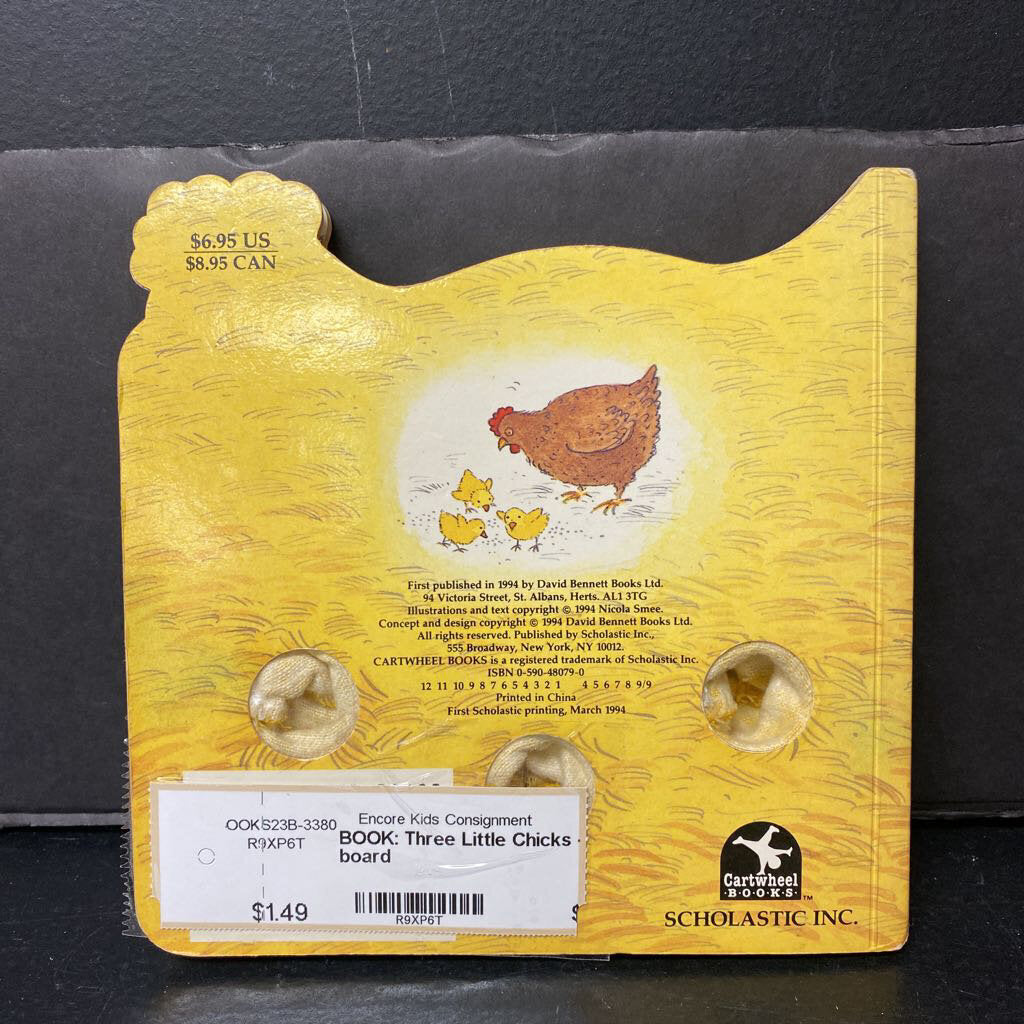 $6.95 US
$8.95 CAN
First published in 1994 by David Bennett Books Ltd.
94 Victoria Street, St. Albans, Herts. AL1 3TG
Illustrations and text copyright © 1994 Nicola Smee.
Concept and design copyright © 1994 David Bennett Books Ltd.
All rights reserved. Published by Scholastic Inc.,
555 Broadway, New York, NY 10012.
CARTWHEEL BOOKS is a registered trademark of Scholastic Inc.
ISBN 0-590-48079-0
12 11 10 9 8 7 6 5 4 3 2 1 4 5 6 7 8 9/9
Printed in China
First Scholastic printing, March 1994
OOKS23B-3380
R9XP6T
$1.49
Encore Kids Consignment
BOOK: Three Little Chicks -
board
R9XP6T
$
Cartwheel
·B·O·O·K·S·
™
SCHOLASTIC INC.